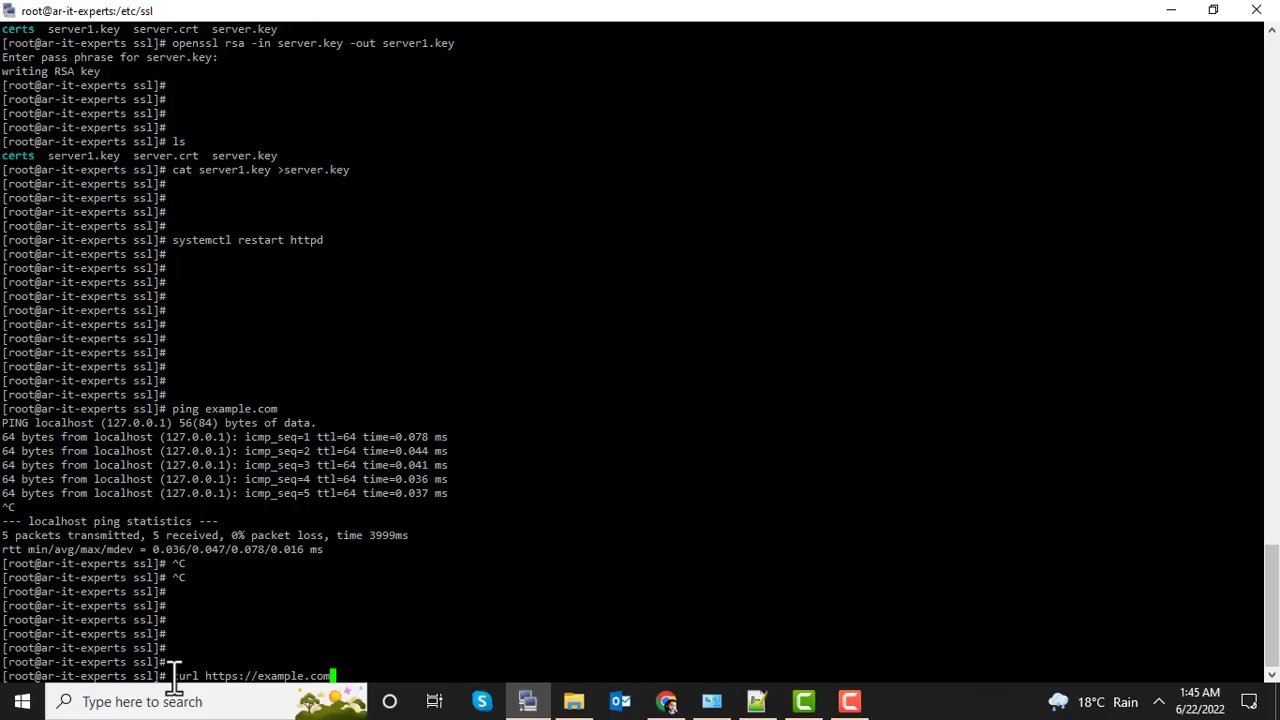 root@ar-it-experts:/etc/ssl
certs  server1.key  server.crt  server.key
[root@ar-it-experts ssl]# openssl rsa -in server.key -out server1.key
Enter pass phrase for server.key:
writing RSA key
[root@ar-it-experts ssl]#
[root@ar-it-experts ssl]#
[root@ar-it-experts ssl]#
[root@ar-it-experts ssl]#
[root@ar-it-experts ssl]# ls
certs  server1.key  server.crt  server.key
[root@ar-it-experts ssl]# cat server1.key >server.key
[root@ar-it-experts ssl]#
[root@ar-it-experts ssl]#
[root@ar-it-experts ssl]#
[root@ar-it-experts ssl]#
[root@ar-it-experts ssl]# systemctl restart httpd
[root@ar-it-experts ssl]#
[root@ar-it-experts ssl]#
[root@ar-it-experts ssl]#
[root@ar-it-experts ssl]#
[root@ar-it-experts ssl]#
[root@ar-it-experts ssl]#
[root@ar-it-experts ssl]#
[root@ar-it-experts ssl]#
[root@ar-it-experts ssl]#
[root@ar-it-experts ssl]#
[root@ar-it-experts ssl]#
[root@ar-it-experts ssl]# ping example.com
PING localhost (127.0.0.1) 56(84) bytes of data.
64 bytes from localhost (127.0.0.1): icmp_seq=1 ttl=64 time=0.078 ms
64 bytes from localhost (127.0.0.1): icmp_seq=2 ttl=64 time=0.044 ms
64 bytes from localhost (127.0.0.1): icmp_seq=3 ttl=64 time=0.041 ms
64 bytes from localhost (127.0.0.1): icmp_seq=4 ttl=64 time=0.036 ms
64 bytes from localhost (127.0.0.1): icmp_seq=5 ttl=64 time=0.037 ms
^C
--- localhost ping statistics ---
5 packets transmitted, 5 received, 0% packet loss, time 3999ms
rtt min/avg/max/mdev = 0.036/0.047/0.078/0.016 ms
[root@ar-it-experts ssl]# ^C
[root@ar-it-experts ssl]# ^C
[root@ar-it-experts ssl]#
[root@ar-it-experts ssl]#
[root@ar-it-experts ssl]#
[root@ar-it-experts ssl]#
[root@ar-it-experts ssl]#
[root@ar-it-experts ssl]#
[root@ar-it-experts ssl]# curl https://example.com
Type here to search
18°C Rain
1:45 AM
6/22/2022